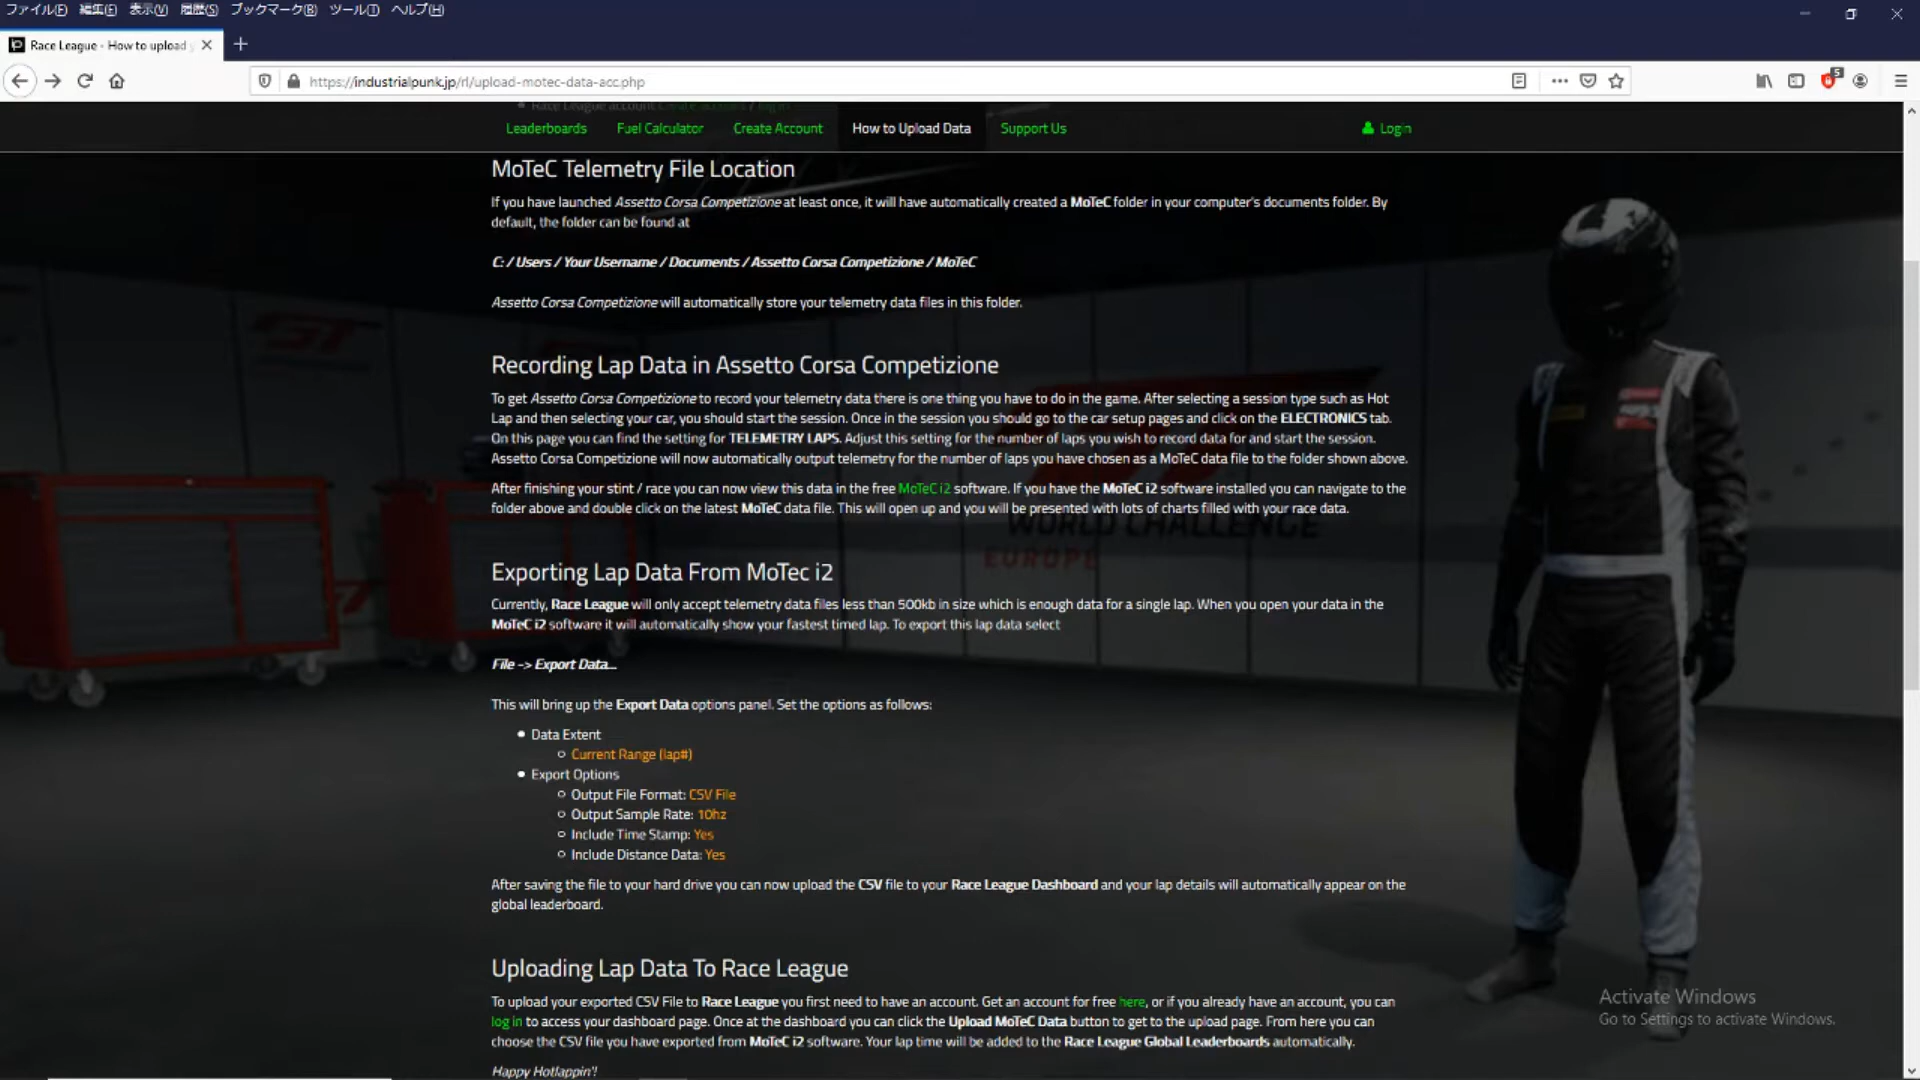 ファイル(F) 編集(E) 表示(V) 履歴(S) ブックマーク(B) ツール(T) ヘルプ(H)
Race League - How to upload
https://industrialpunk.jp/rl/upload-motec-data-acc.php
5
Race League account Create account / log in
Leaderboards Fuel Calculator Create Account How to Upload Data Support Us Login
MoTeC Telemetry File Location
If you have launched Assetto Corsa Competizione at least once, it will have automatically created a MoTeC folder in your computer's documents folder. By
default, the folder can be found at
C: / Users / Your Username / Documents / Assetto Corsa Competizione / MoTeC
Assetto Corsa Competizione will automatically store your telemetry data files in this folder.
Recording Lap Data in Assetto Corsa Competizione
To get Assetto Corsa Competizione to record your telemetry data there is one thing you have to do in the game. After selecting a session type such as Hot
Lap and then selecting your car, you should start the session. Once in the session you should go to the car setup pages and click on the ELECTRONICS tab.
On this page you can find the setting for TELEMETRY LAPS. Adjust this setting for the number of laps you wish to record data for and start the session.
Assetto Corsa Competizione will now automatically output telemetry for the number of laps you have chosen as a MoTeC data file to the folder shown above.
After finishing your stint / race you can now view this data in the free MoTeC i2 software. If you have the MoTeC i2 software installed you can navigate to the
folder above and double click on the latest MoTeC data file. This will open up and you will be presented with lots of charts filled with your race data.
WORLD CHALLENGE
EUROPE
Exporting Lap Data From MoTec i2
Currently, Race League will only accept telemetry data files less than 500kb in size which is enough data for a single lap. When you open your data in the
MoTeC i2 software it will automatically show your fastest timed lap. To export this lap data select
File -> Export Data...
This will bring up the Export Data options panel. Set the options as follows:
Data Extent
Current Range (lap#)
Export Options
Output File Format: CSV File
Output Sample Rate: 10hz
Include Time Stamp: Yes
Include Distance Data: Yes
After saving the file to your hard drive you can now upload the CSV file to your Race League Dashboard and your lap details will automatically appear on the
global leaderboard.
Uploading Lap Data To Race League
To upload your exported CSV File to Race League you first need to have an account. Get an account for free here, or if you already have an account, you can
log in to access your dashboard page. Once at the dashboard you can click the Upload MoTeC Data button to get to the upload page. From here you can
choose the CSV file you have exported from MoTeC i2 software. Your lap time will be added to the Race League Global Leaderboards automatically.
Happy Hotlappin'!
Activate Windows
Go to Settings to activate Windows.